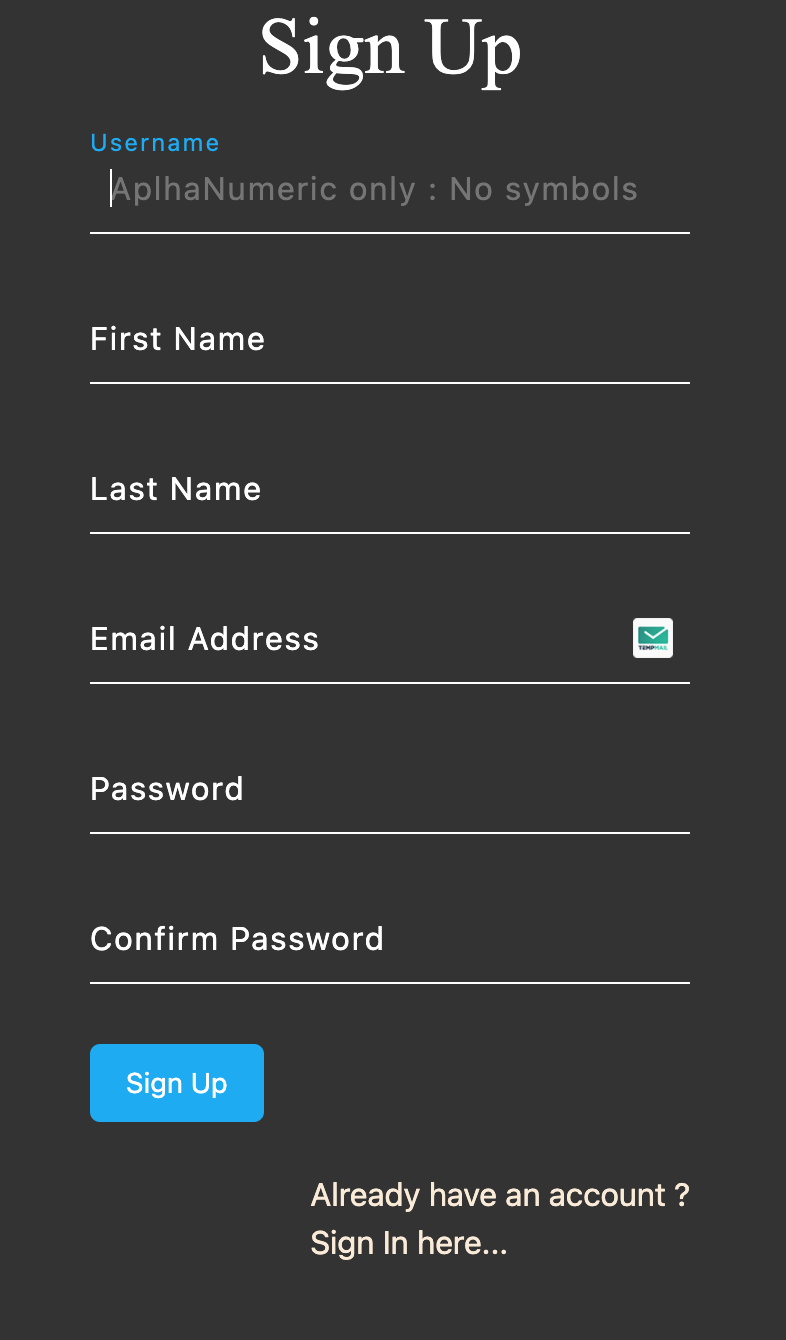 Sign Up
Username
AplhaNumeric only : No symbols
First Name
Last Name
Email Address
TEMPMAIL
Password
Confirm Password
Sign Up
Already have an account ?
Sign In here...